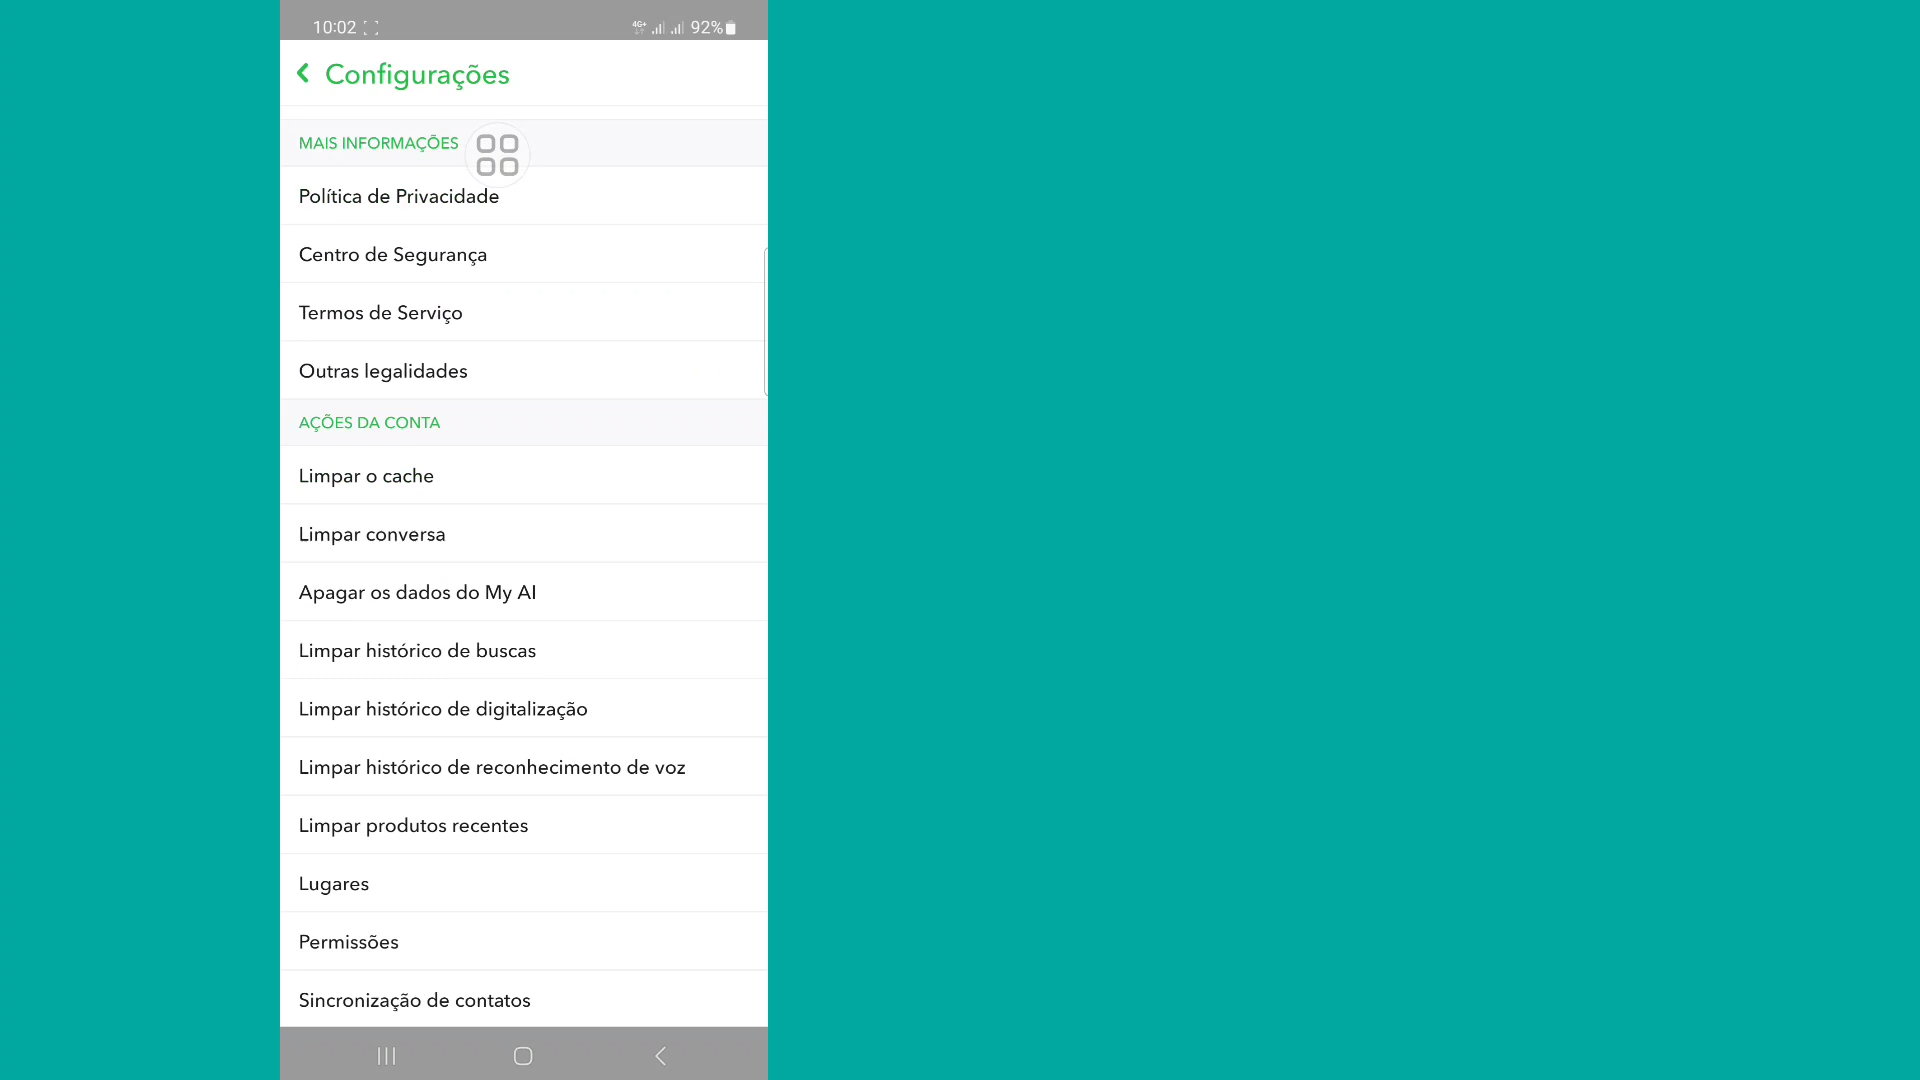 10:02 4G+ 92%
Configurações
MAIS INFORMAÇÕES
Política de Privacidade
Centro de Segurança
Termos de Serviço
Outras legalidades
AÇÕES DA CONTA
Limpar o cache
Limpar conversa
Apagar os dados do My AI
Limpar histórico de buscas
Limpar histórico de digitalização
Limpar histórico de reconhecimento de voz
Limpar produtos recentes
Lugares
Permissões
Sincronização de contatos